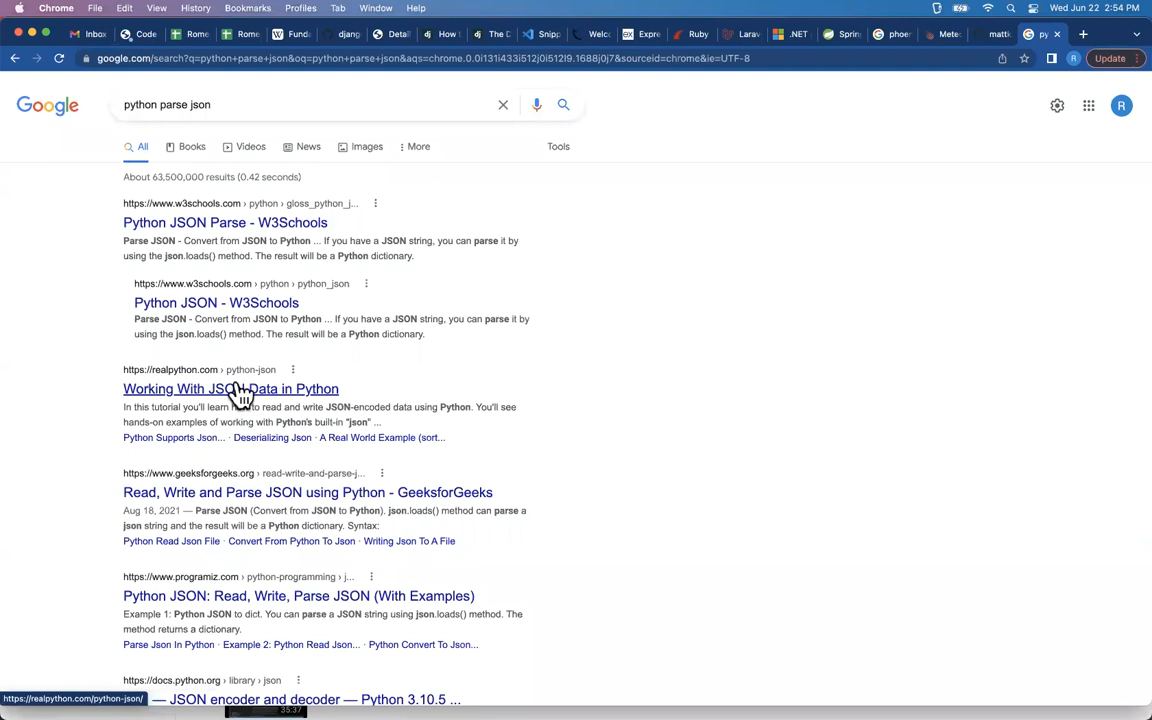 Chrome File Edit View History Bookmarks Profiles Tab Window Help Wed Jun 22 2:54 PM
Inbox Code Rome Rome Funda djang Detail How t The D Snipp Welco Expre Ruby Larav .NET Spring phoen Metec matti py
google.com/search?q=python+parse+json&oq=python+parse+json&aqs=chrome.0.0i131i433i512j0i512l9.1688j0j7&sourceid=chrome&ie=UTF-8 R Update
Google python parse json R
All Books Videos News Images More Tools
About 63,500,000 results (0.42 seconds)
https://www.w3schools.com › python › gloss_python_j...
Python JSON Parse - W3Schools
Parse JSON - Convert from JSON to Python ... If you have a JSON string, you can parse it by
using the json.loads() method. The result will be a Python dictionary.
https://www.w3schools.com › python › python_json
Python JSON - W3Schools
Parse JSON - Convert from JSON to Python ... If you have a JSON string, you can parse it by
using the json.loads() method. The result will be a Python dictionary.
https://realpython.com › python-json
Working With JSON Data in Python
In this tutorial you'll learn how to read and write JSON-encoded data using Python. You'll see
hands-on examples of working with Python's built-in "json" ...
Python Supports Json... · Deserializing Json · A Real World Example (sort...
https://www.geeksforgeeks.org › read-write-and-parse-j...
Read, Write and Parse JSON using Python - GeeksforGeeks
Aug 18, 2021 — Parse JSON (Convert from JSON to Python). json.loads() method can parse a
json string and the result will be a Python dictionary. Syntax:
Python Read Json File · Convert From Python To Json · Writing Json To A File
https://www.programiz.com › python-programming › j...
Python JSON: Read, Write, Parse JSON (With Examples)
Example 1: Python JSON to dict. You can parse a JSON string using json.loads() method. The
method returns a dictionary.
Parse Json In Python · Example 2: Python Read Json... · Python Convert To Json...
https://docs.python.org › library › json
https://realpython.com/python-json/ — JSON encoder and decoder — Python 3.10.5 ...
35:37